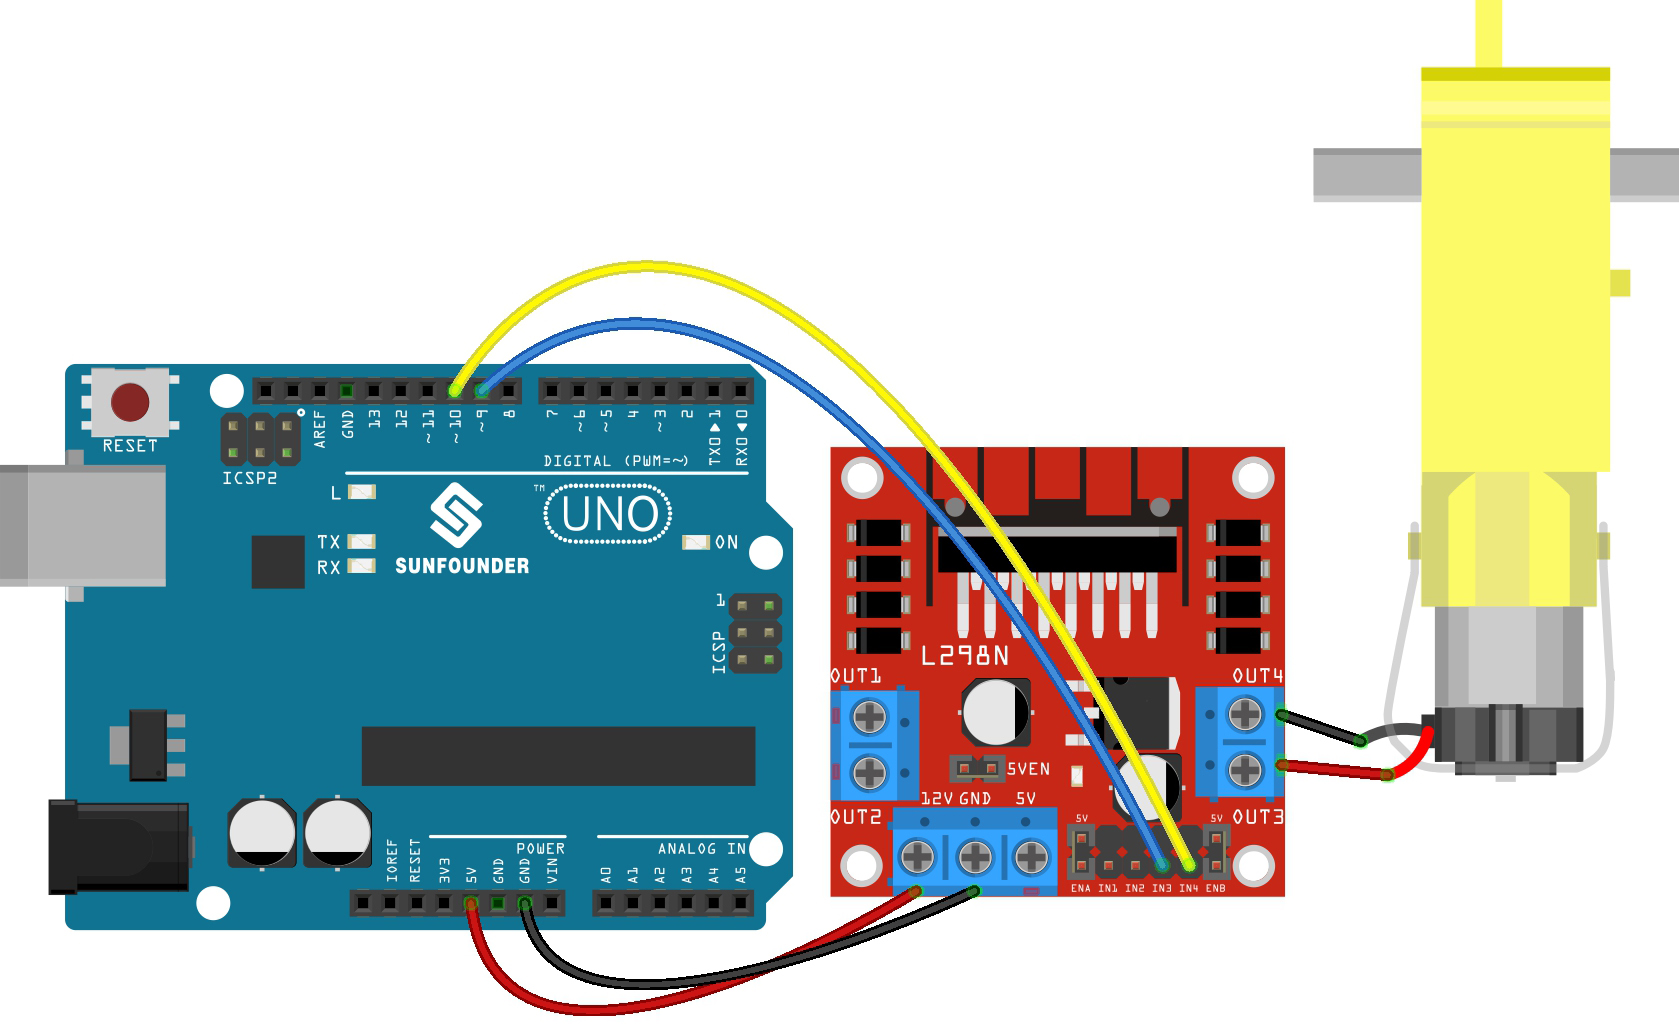 RESET
ICSP2
AREF
GND
13
12
~11
~10
~9
8
7
~6
~5
4
~3
2
TX0▶1
RX0◀0
DIGITAL (PWM=~)
L
TX
RX
™
UNO
SUNFOUNDER
ON
1
ICSP
IOREF
RESET
3V3
5V
GND
GND
VIN
POWER
A0
A1
A2
A3
A4
A5
ANALOG IN
L298N
OUT1
OUT4
5VEN
12V GND 5V
OUT2
OUT3
5V
5V
ENA IN1 IN2 IN3 IN4 ENB